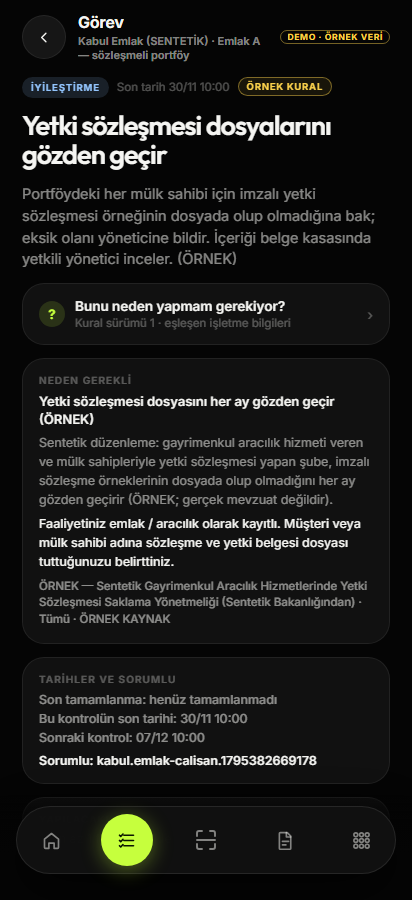 Görev
Kabul Emlak (SENTETİK) · Emlak A
— sözleşmeli portföy
DEMO · ÖRNEK VERİ
İYİLEŞTİRME
Son tarih 30/11 10:00
ÖRNEK KURAL
Yetki sözleşmesi dosyalarını
gözden geçir
Portföydeki her mülk sahibi için imzalı yetki
sözleşmesi örneğinin dosyada olup olmadığına bak;
eksik olanı yöneticine bildir. İçeriği belge kasasında
yetkili yönetici inceler. (ÖRNEK)
?
Bunu neden yapmam gerekiyor?
Kural sürümü 1 · eşleşen işletme bilgileri
NEDEN GEREKLİ
Yetki sözleşmesi dosyasını her ay gözden geçir
(ÖRNEK)
Sentetik düzenleme: gayrimenkul aracılık hizmeti veren
ve mülk sahipleriyle yetki sözleşmesi yapan şube, imzalı
sözleşme örneklerinin dosyada olup olmadığını her ay
gözden geçirir (ÖRNEK; gerçek mevzuat değildir).
Faaliyetiniz emlak / aracılık olarak kayıtlı. Müşteri veya
mülk sahibi adına sözleşme ve yetki belgesi dosyası
tuttuğunuzu belirttiniz.
ÖRNEK — Sentetik Gayrimenkul Aracılık Hizmetlerinde Yetki
Sözleşmesi Saklama Yönetmeliği (Sentetik Bakanlığından) ·
Tümü · ÖRNEK KAYNAK
TARİHLER VE SORUMLU
Son tamamlanma: henüz tamamlanmadı
Bu kontrolün son tarihi: 30/11 10:00
Sonraki kontrol: 07/12 10:00
Sorumlu: kabul.emlak-calisan.1795382669178